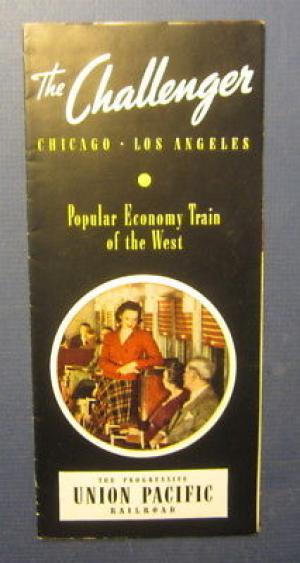 The Challenger
CHICAGO • LOS ANGELES
Popular Economy Train
of the West
THE PROGRESSIVE
UNION PACIFIC
RAILROAD